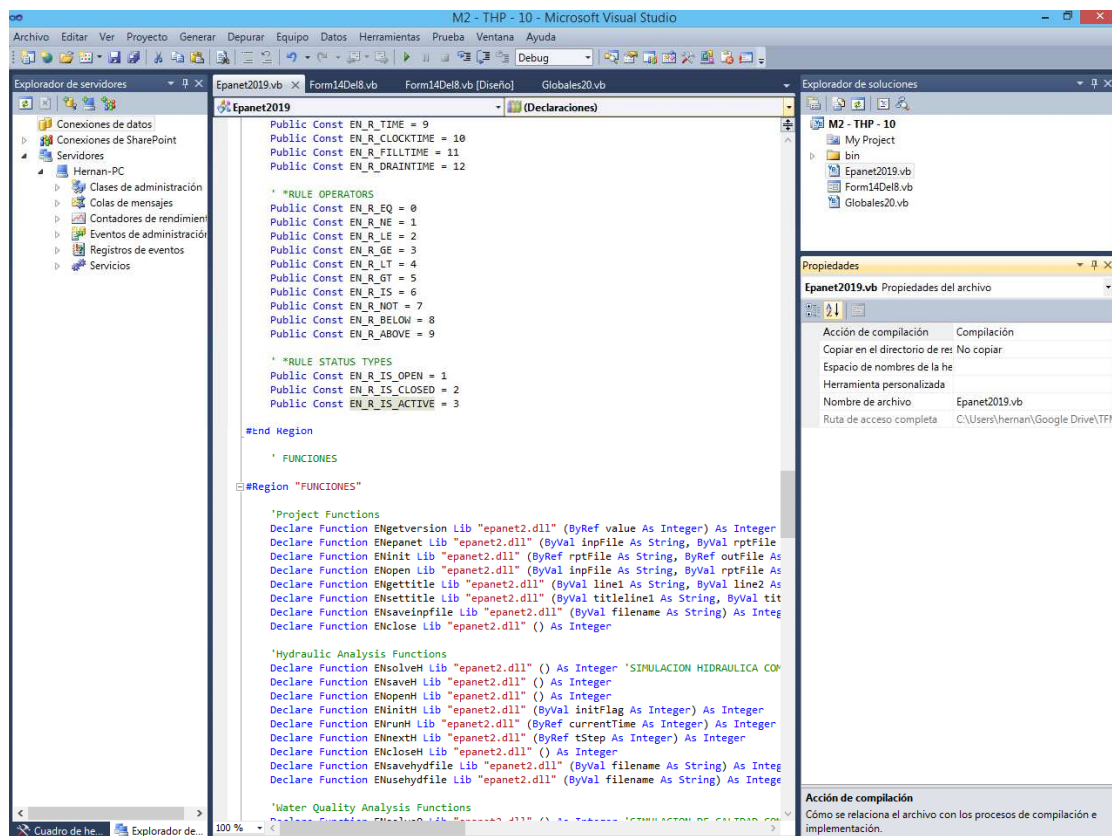 M2 - THP - 10 - Microsoft Visual Studio
Archivo Editar Ver Proyecto Generar Depurar Equipo Datos Herramientas Prueba Ventana Ayuda
Debug
Explorador de servidores
Conexiones de datos
Conexiones de SharePoint
Servidores
Hernan-PC
Clases de administración
Colas de mensajes
Contadores de rendimient
Eventos de administración
Registros de eventos
Servicios
Cuadro de he... Explorador de...
Epanet2019.vb Form14Del8.vb Form14Del8.vb [Diseño] Globales20.vb
Epanet2019 (Declaraciones)
Public Const EN_R_TIME = 9
Public Const EN_R_CLOCKTIME = 10
Public Const EN_R_FILLTIME = 11
Public Const EN_R_DRAINTIME = 12
' *RULE OPERATORS
Public Const EN_R_EQ = 0
Public Const EN_R_NE = 1
Public Const EN_R_LE = 2
Public Const EN_R_GE = 3
Public Const EN_R_LT = 4
Public Const EN_R_GT = 5
Public Const EN_R_IS = 6
Public Const EN_R_NOT = 7
Public Const EN_R_BELOW = 8
Public Const EN_R_ABOVE = 9
' *RULE STATUS TYPES
Public Const EN_R_IS_OPEN = 1
Public Const EN_R_IS_CLOSED = 2
Public Const EN_R_IS_ACTIVE = 3
#End Region
' FUNCIONES
#Region "FUNCIONES"
'Project Functions
Declare Function ENgetversion Lib "epanet2.dll" (ByRef value As Integer) As Integer
Declare Function ENepanet Lib "epanet2.dll" (ByVal inpFile As String, ByVal rptFile
Declare Function ENinit Lib "epanet2.dll" (ByRef rptFile As String, ByRef outFile As
Declare Function ENopen Lib "epanet2.dll" (ByVal inpFile As String, ByVal rptFile As
Declare Function ENgettitle Lib "epanet2.dll" (ByVal line1 As String, ByVal line2 As
Declare Function ENsettitle Lib "epanet2.dll" (ByVal titleline1 As String, ByVal tit
Declare Function ENsaveinpfile Lib "epanet2.dll" (ByVal filename As String) As Integ
Declare Function ENclose Lib "epanet2.dll" () As Integer
'Hydraulic Analysis Functions
Declare Function ENsolveH Lib "epanet2.dll" () As Integer 'SIMULACION HIDRAULICA COM
Declare Function ENsaveH Lib "epanet2.dll" () As Integer
Declare Function ENopenH Lib "epanet2.dll" () As Integer
Declare Function ENinitH Lib "epanet2.dll" (ByVal initFlag As Integer) As Integer
Declare Function ENrunH Lib "epanet2.dll" (ByRef currentTime As Integer) As Integer
Declare Function ENnextH Lib "epanet2.dll" (ByRef tStep As Integer) As Integer
Declare Function ENcloseH Lib "epanet2.dll" () As Integer
Declare Function ENsavehydfile Lib "epanet2.dll" (ByVal filename As String) As Integ
Declare Function ENusehydfile Lib "epanet2.dll" (ByVal filename As String) As Intege
'Water Quality Analysis Functions
Declare Function ENsolveQ Lib "epanet2.dll" () As Integer 'SIMULACION DE CALIDAD COM
100 %
Explorador de soluciones
M2 - THP - 10
My Project
bin
Epanet2019.vb
Form14Del8.vb
Globales20.vb
Propiedades
Epanet2019.vb Propiedades del archivo
Acción de compilación Compilación
Copiar en el directorio de res No copiar
Espacio de nombres de la he
Herramienta personalizada
Nombre de archivo Epanet2019.vb
Ruta de acceso completa C:\Users\hernan\Google Drive\TFM
Acción de compilación
Cómo se relaciona el archivo con los procesos de compilación e
implementación.